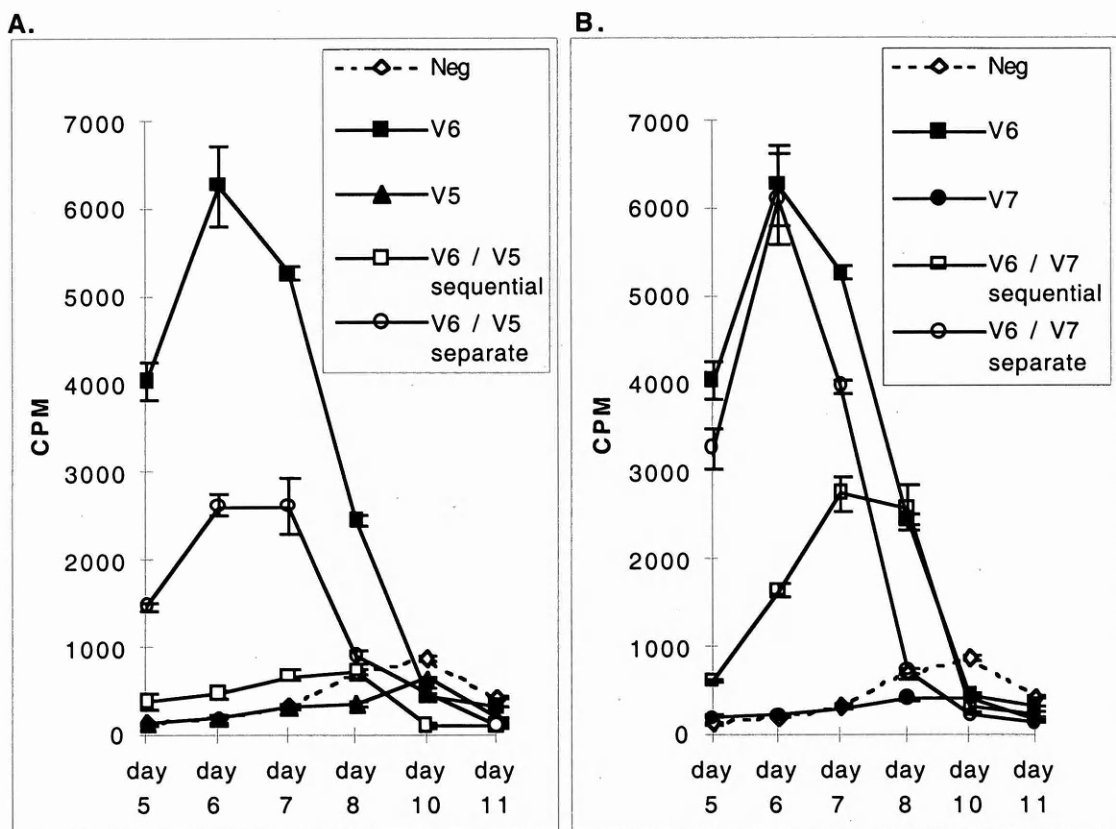 A.
Neg
V6
V5
V6 / V5
sequential
V6 / V5
separate
7000
6000
5000
4000
3000
2000
1000
0
CPM
day
5
day
6
day
7
day
8
day
10
day
11
B.
Neg
V6
V7
V6 / V7
sequential
V6 / V7
separate
7000
6000
5000
4000
3000
2000
1000
0
CPM
day
5
day
6
day
7
day
8
day
10
day
11